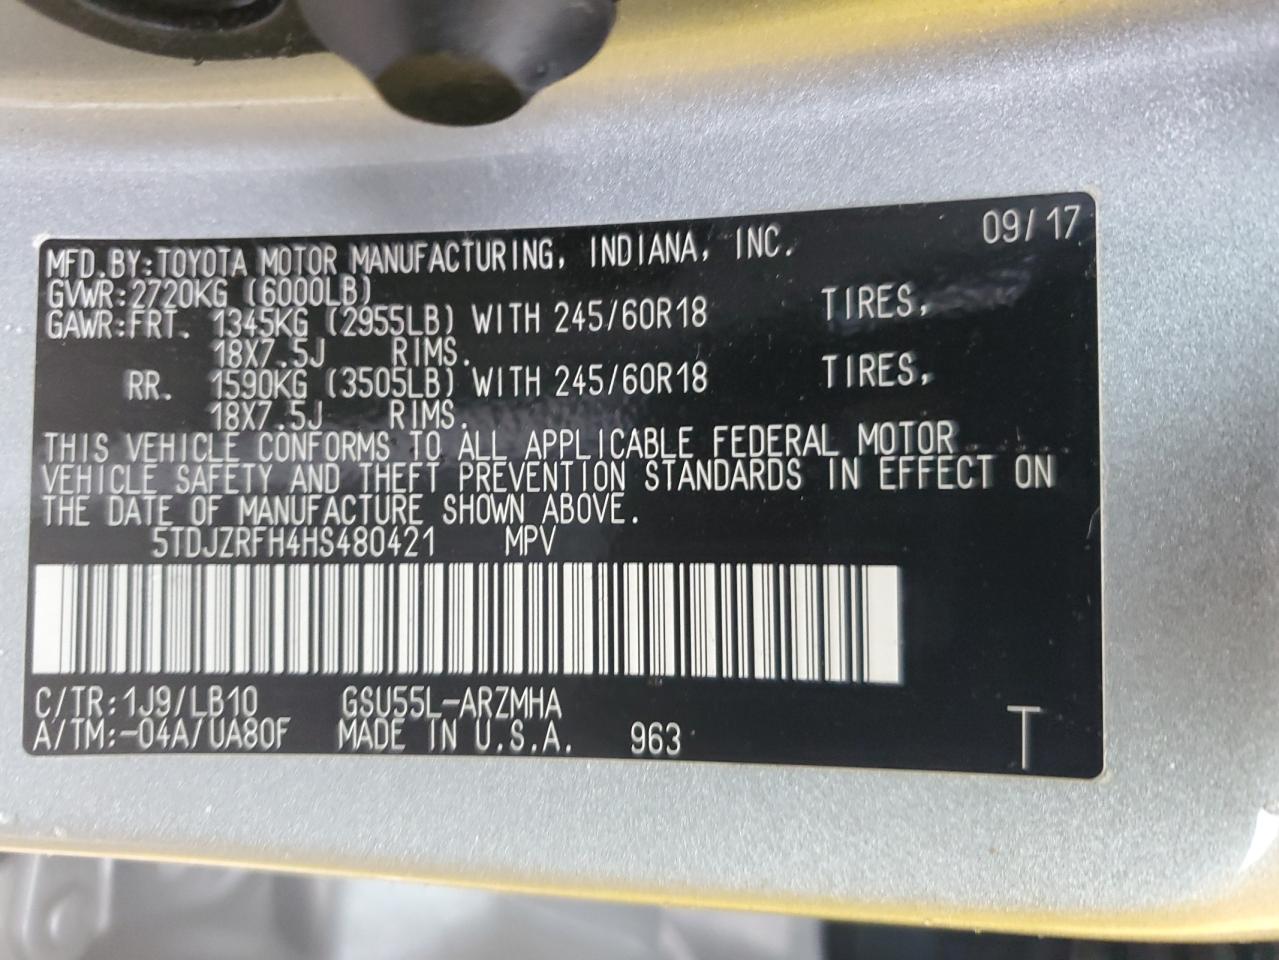 09/17
MFD.BY:TOYOTA MOTOR MANUFACTURING, INDIANA, INC.
GVWR:2720KG (6000LB)
GAWR:FRT. 1345KG (2955LB) WITH 245/60R18 TIRES,
18X7.5J RIMS.
RR. 1590KG (3505LB) WITH 245/60R18 TIRES,
18X7.5J RIMS.
THIS VEHICLE CONFORMS TO ALL APPLICABLE FEDERAL MOTOR
VEHICLE SAFETY AND THEFT PREVENTION STANDARDS IN EFFECT ON
THE DATE OF MANUFACTURE SHOWN ABOVE.
5TDJZRFH4HS480421 MPV
C/TR:1J9/LB10 GSU55L-ARZMHA
A/TM:-04A/UA80F MADE IN U.S.A. 963
T